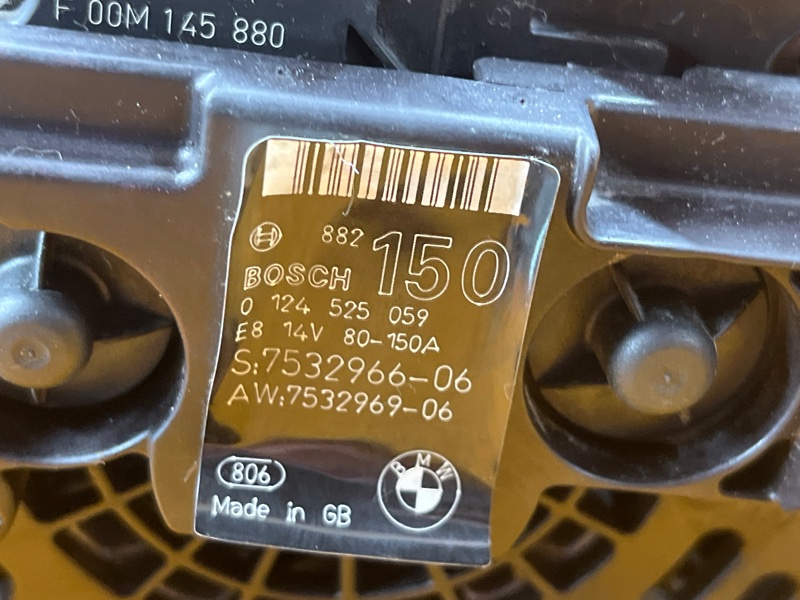 F 00M 145 880
882
150
BOSCH
0 124 525 059
E8 14V 80-150A
S:7532966-06
AW:7532969-06
806
BMW
Made in GB